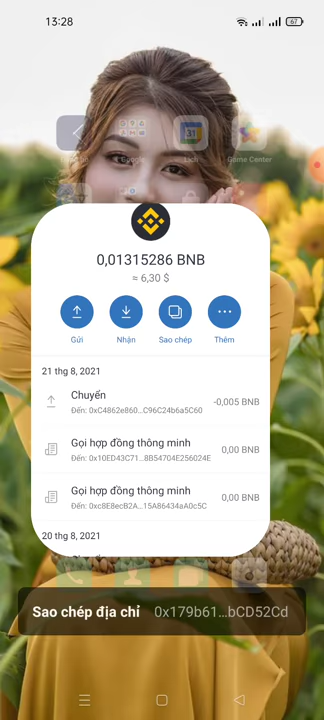 13:28
67
31
Google
Lịch
Game Center
0,01315286 BNB
≈ 6,30 $
Gửi
Nhận
Sao chép
Thêm
21 thg 8, 2021
Chuyển
-0,005 BNB
Đến: 0xC4862e860...C96C24b6a5C60
Gọi hợp đồng thông minh
0,00 BNB
Đến: 0x10ED43C71...8B54704E256024E
Gọi hợp đồng thông minh
0,00 BNB
Đến: 0xc8E8ecB2A...15A86434aA0c5C
20 thg 8, 2021
Sao chép địa chỉ 0x179b61...bCD52Cd